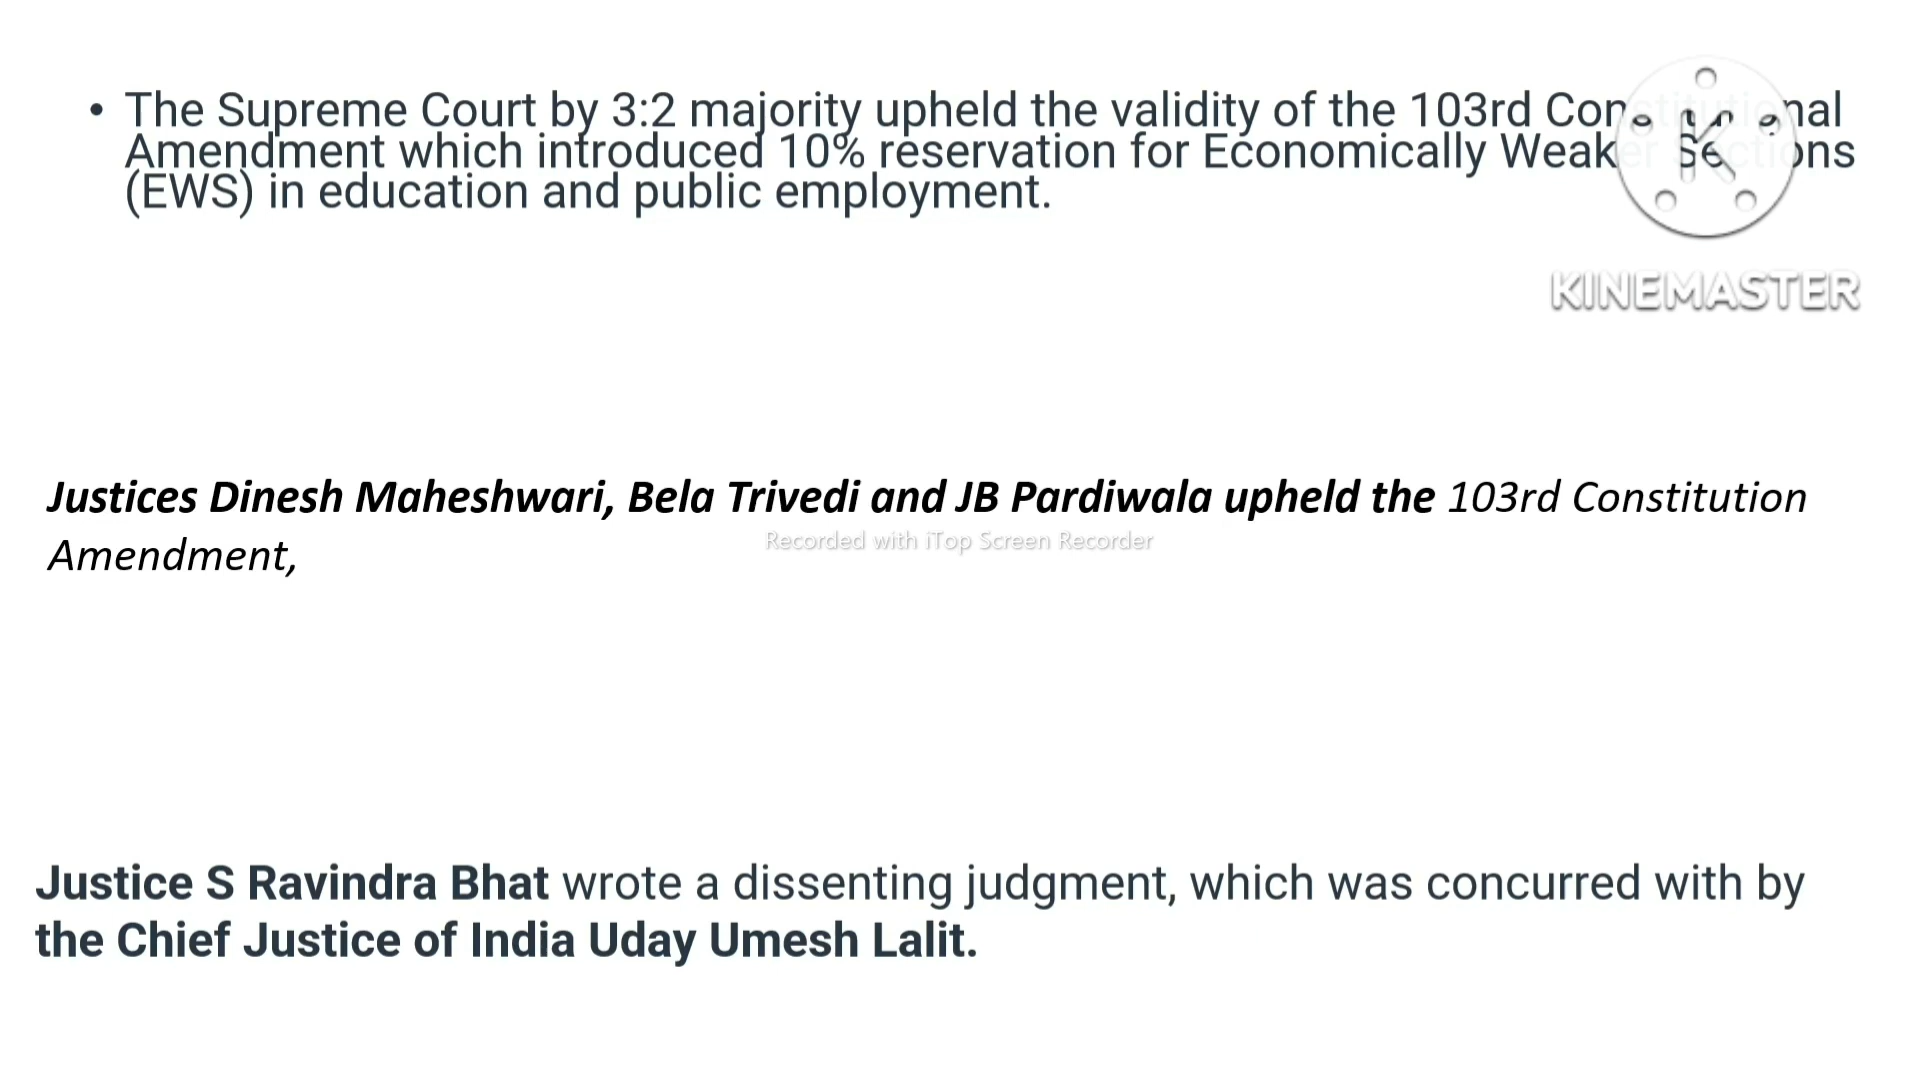 • The Supreme Court by 3:2 majority upheld the validity of the 103rd Constitutional
Amendment which introduced 10% reservation for Economically Weaker Sections
(EWS) in education and public employment.
KINEMASTER
Justices Dinesh Maheshwari, Bela Trivedi and JB Pardiwala upheld the 103rd Constitution
Amendment,
Recorded with iTop Screen Recorder
Justice S Ravindra Bhat wrote a dissenting judgment, which was concurred with by
the Chief Justice of India Uday Umesh Lalit.